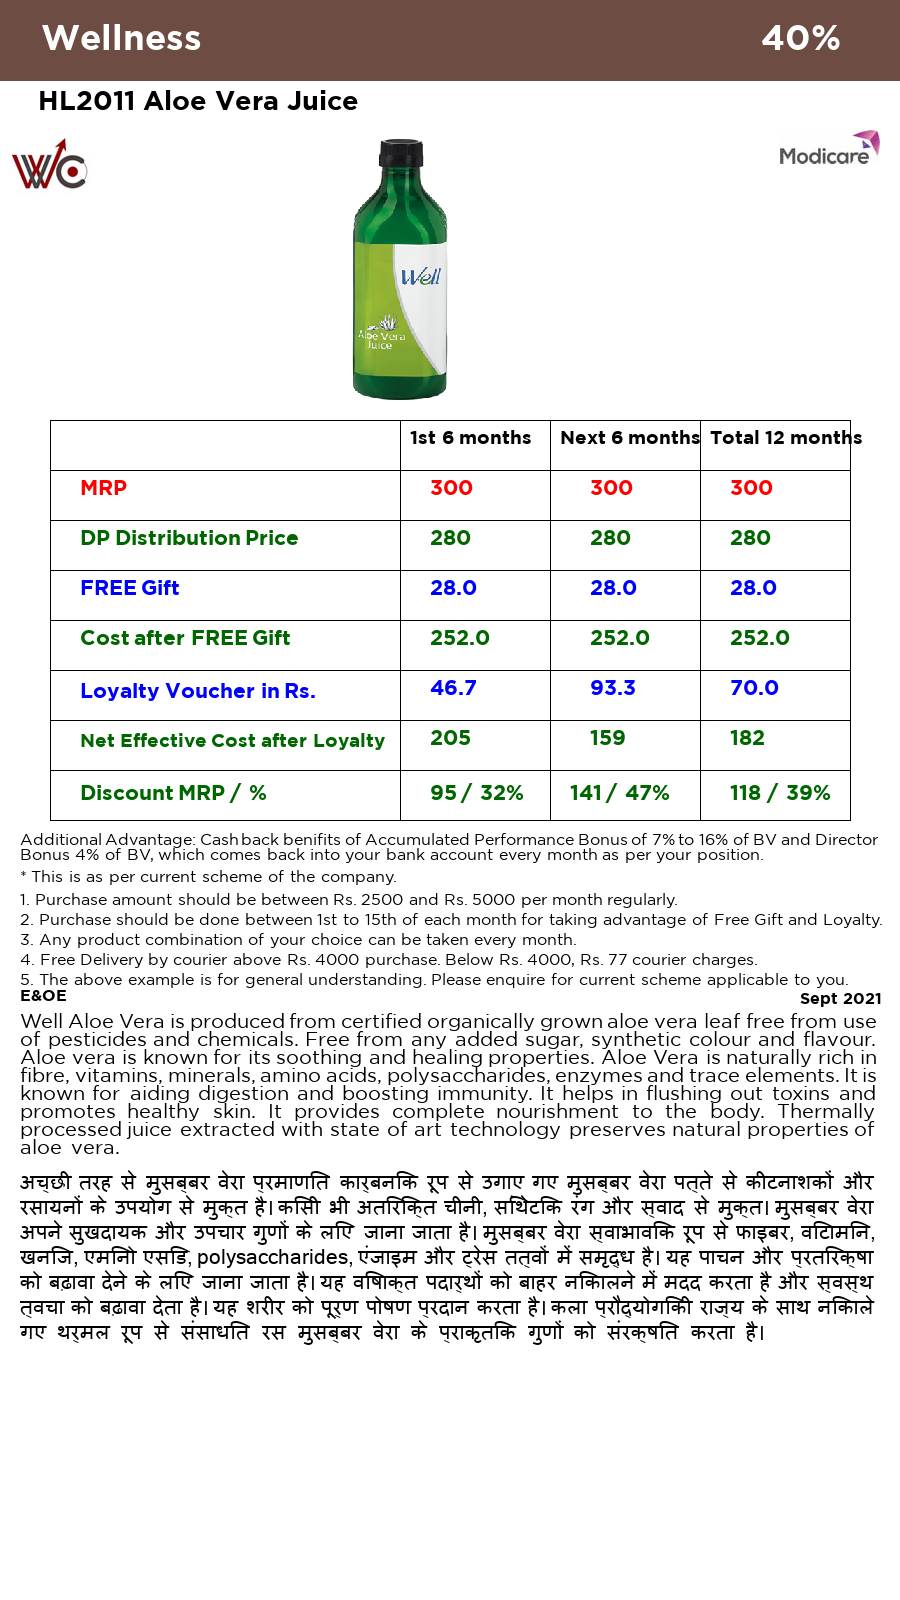 Wellness 40%
HL2011 Aloe Vera Juice
WC
Modicare
Well
Aloe Vera
Juice
1st 6 months Next 6 months Total 12 months
MRP 300 300 300
DP Distribution Price 280 280 280
FREE Gift 28.0 28.0 28.0
Cost after FREE Gift 252.0 252.0 252.0
Loyalty Voucher in Rs. 46.7 93.3 70.0
Net Effective Cost after Loyalty 205 159 182
Discount MRP / % 95 / 32% 141 / 47% 118 / 39%
Additional Advantage: Cashback benifits of Accumulated Performance Bonus of 7% to 16% of BV and Director
Bonus 4% of BV, which comes back into your bank account every month as per your position.
* This is as per current scheme of the company.
1. Purchase amount should be between Rs. 2500 and Rs. 5000 per month regularly.
2. Purchase should be done between 1st to 15th of each month for taking advantage of Free Gift and Loyalty.
3. Any product combination of your choice can be taken every month.
4. Free Delivery by courier above Rs. 4000 purchase. Below Rs. 4000, Rs. 77 courier charges.
5. The above example is for general understanding. Please enquire for current scheme applicable to you.
E&OE Sept 2021
Well Aloe Vera is produced from certified organically grown aloe vera leaf free from use
of pesticides and chemicals. Free from any added sugar, synthetic colour and flavour.
Aloe vera is known for its soothing and healing properties. Aloe Vera is naturally rich in
fibre, vitamins, minerals, amino acids, polysaccharides, enzymes and trace elements. It is
known for aiding digestion and boosting immunity. It helps in flushing out toxins and
promotes healthy skin. It provides complete nourishment to the body. Thermally
processed juice extracted with state of art technology preserves natural properties of
aloe vera.
अच्छी तरह से मुसब्बर वेरा प्रमाणित कार्बनिक रूप से उगाए गए मुसब्बर वेरा पत्ते से कीटनाशकों और
रसायनों के उपयोग से मुक्त है। किसी भी अतिरिक्त चीनी, सिंथेटिक रंग और स्वाद से मुक्त। मुसब्बर वेरा
अपने सुखदायक और उपचार गुणों के लिए जाना जाता है। मुसब्बर वेरा स्वाभाविक रूप से फाइबर, विटामिन,
खनिज, एमिनो एसिड, polysaccharides, एंजाइम और ट्रेस तत्वों में समृद्ध है। यह पाचन और प्रतिरक्षा
को बढ़ावा देने के लिए जाना जाता है। यह विषाक्त पदार्थों को बाहर निकालने में मदद करता है और स्वस्थ
त्वचा को बढ़ावा देता है। यह शरीर को पूर्ण पोषण प्रदान करता है। कला प्रौद्योगिकी राज्य के साथ निकाले
गए थर्मल रूप से संसाधित रस मुसब्बर वेरा के प्राकृतिक गुणों को संरक्षित करता है।